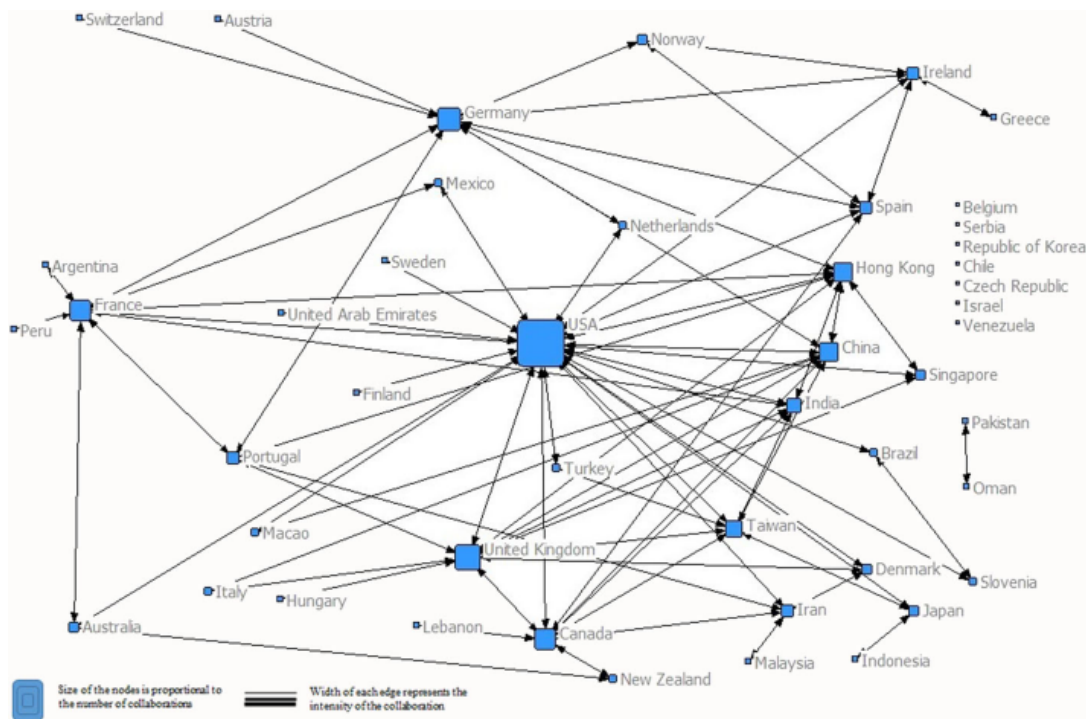 Switzerland
Austria
Norway
Ireland
Germany
Greece
Mexico
Spain
Netherlands
Belgium
Serbia
Republic of Korea
Chile
Czech Republic
Israel
Venezuela
Argentina
Sweden
Hong Kong
France
United Arab Emirates
USA
Peru
China
Singapore
Finland
India
Pakistan
Brazil
Portugal
Turkey
Oman
Macao
Taiwan
United Kingdom
Denmark
Slovenia
Italy
Hungary
Iran
Japan
Australia
Lebanon
Canada
Malaysia
Indonesia
New Zealand
Size of the nodes is proportional to
the number of collaborations
Width of each edge represents the
intensity of the collaboration